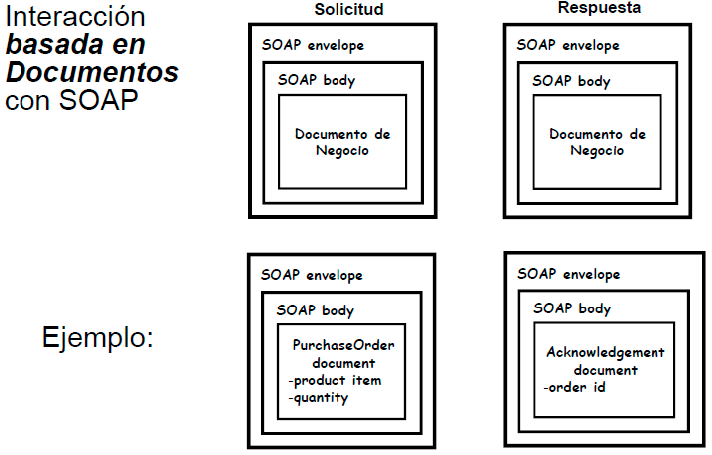 Interacción
basada en
Documentos
con SOAP
Solicitud
SOAP envelope
SOAP body
Documento de
Negocio
Respuesta
SOAP envelope
SOAP body
Documento de
Negocio
Ejemplo:
SOAP envelope
SOAP body
PurchaseOrder
document
-product item
-quantity
SOAP envelope
SOAP body
Acknowledgement
document
-order id